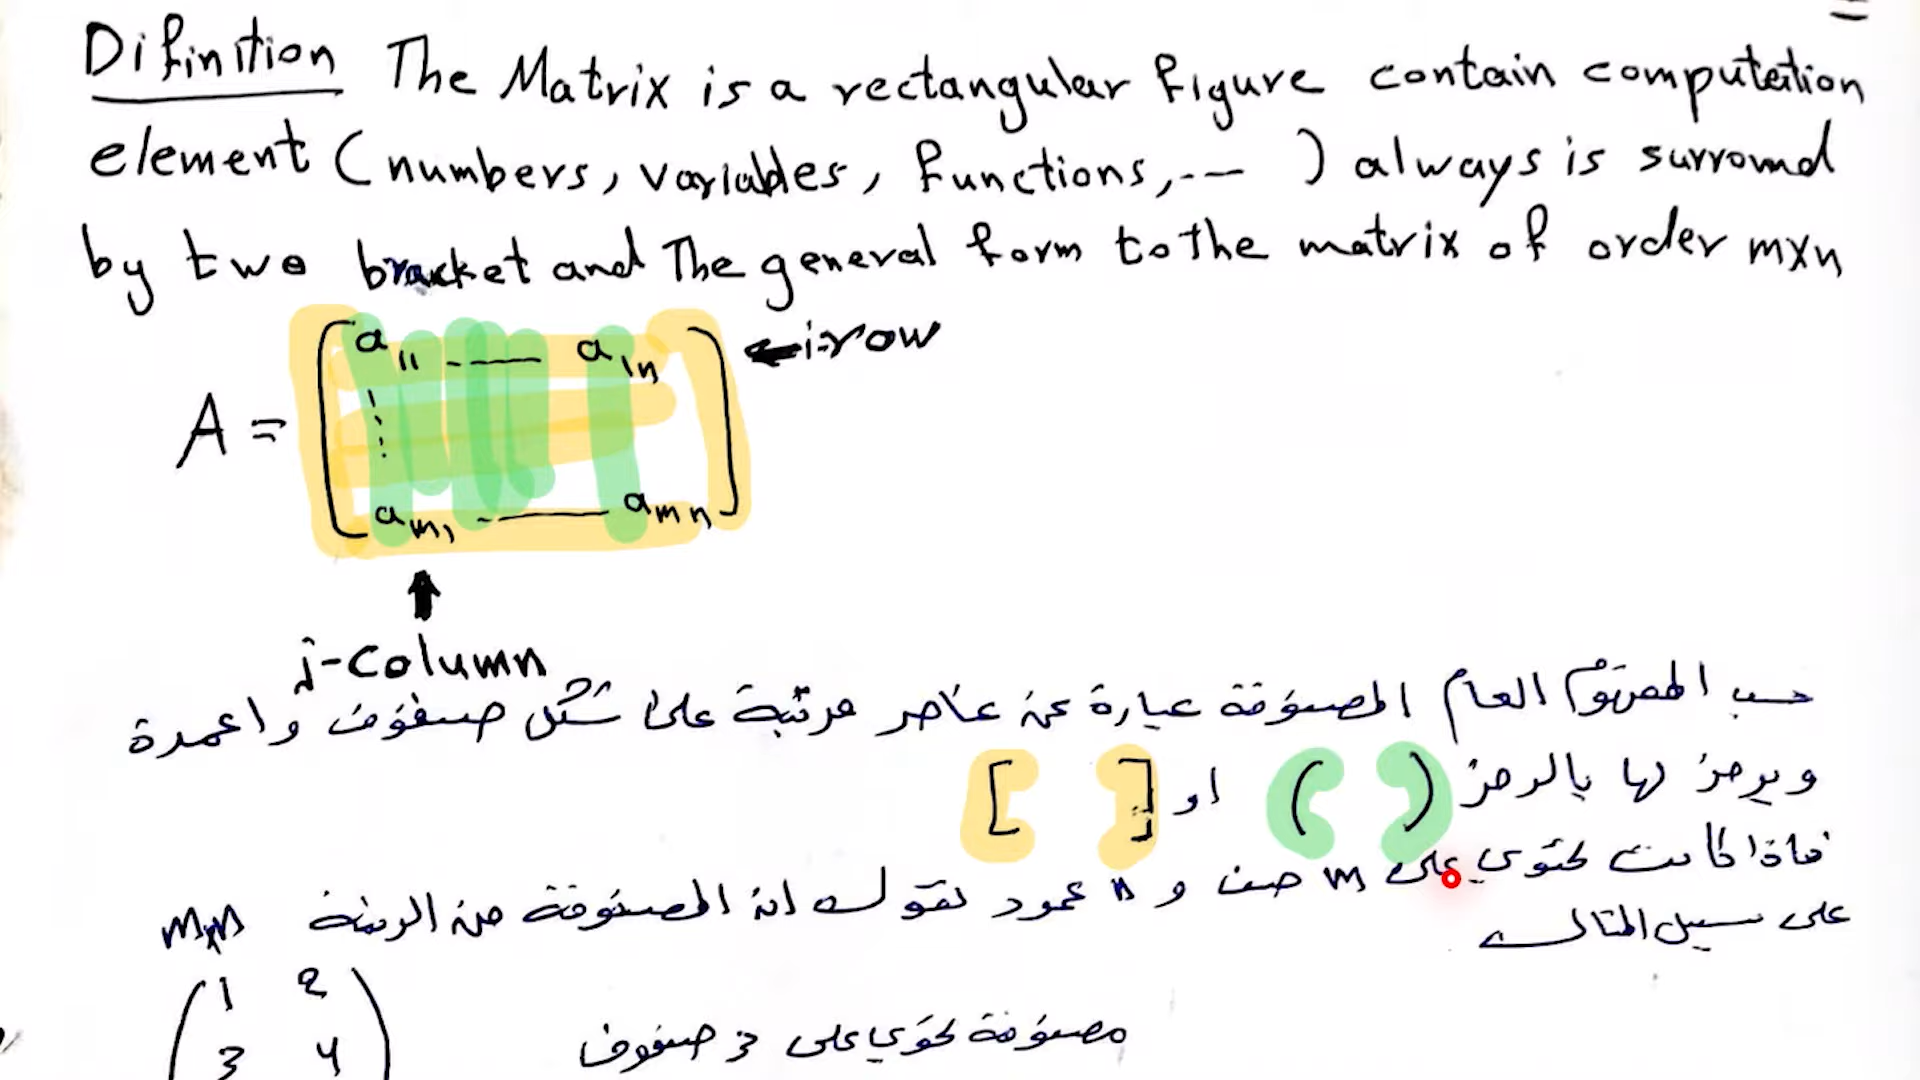 Difinition The Matrix is a rectangular figure contain computation
element (numbers, variables, functions, --- ) always is surround
by two bracket and The general form to the matrix of order mxn
A = [ a11 ---- a1n ] ← i-row
am1 ---- amn
j-column
حسب المفهوم العام المصفوفة عبارة عن عناصر مرتبة على شكل صفوف واعمدة
ويرمز لها بالرمز ( ) او [ ]
فاذا كانت تحتوي على m صف و n عمود نقول ان المصفوفة من الرتبة mxn
على سبيل المثال
1 2
3 4
مصفوفة تحوي على 3 صفوف